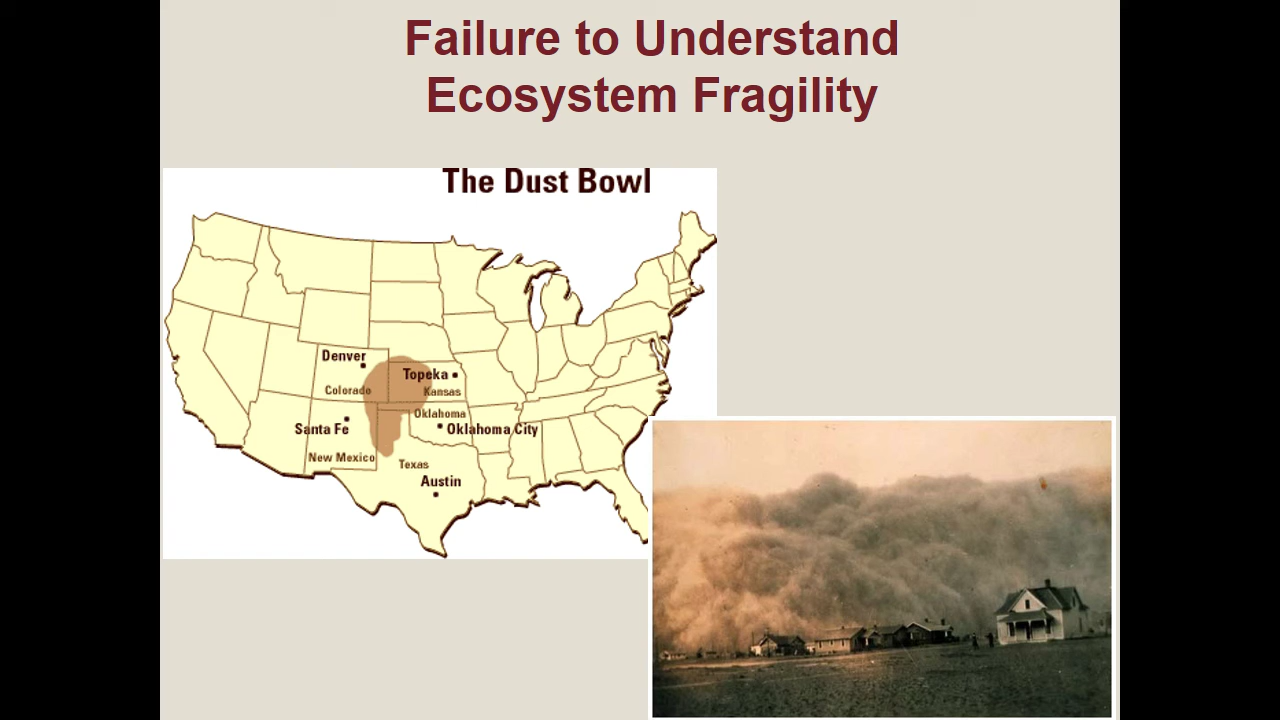 Failure to Understand
Ecosystem Fragility
The Dust Bowl
Denver
Topeka
Colorado
Kansas
Oklahoma
Santa Fe
Oklahoma City
New Mexico
Texas
Austin